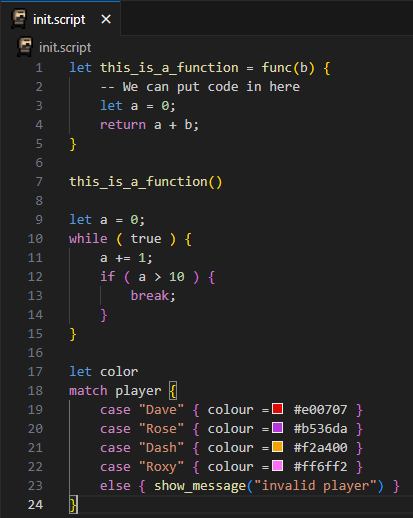 init.script ×
init.script
1 let this_is_a_function = func(b) {
2     -- We can put code in here
3     let a = 0;
4     return a + b;
5 }
6
7 this_is_a_function()
8
9 let a = 0;
10 while ( true ) {
11     a += 1;
12     if ( a > 10 ) {
13         break;
14     }
15 }
16
17 let color
18 match player {
19     case "Dave" { colour = #e00707 }
20     case "Rose" { colour = #b536da }
21     case "Dash" { colour = #f2a400 }
22     case "Roxy" { colour = #ff6ff2 }
23     else { show_message("invalid player") }
24 }